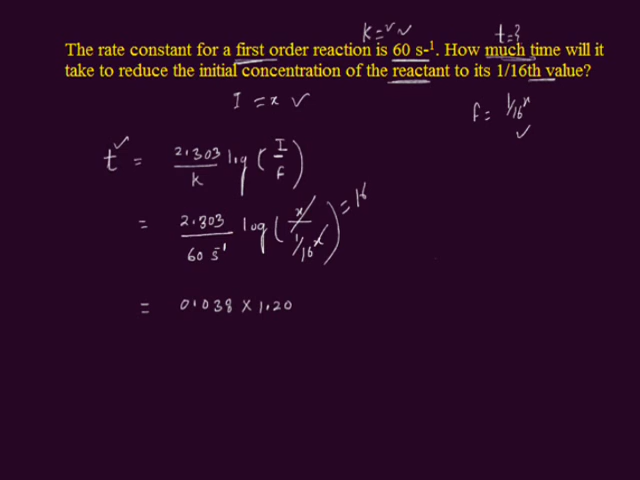 k=✓✓ t=?
The rate constant for a first order reaction is 60 s-1. How much time will it
take to reduce the initial concentration of the reactant to its 1/16th value?
I = x ✓ f = 1/16 x ✓
t ✓ = 2.303/k log (I/f)
= 2.303/60 s-1 log (x/1/16 x) = 16
= 0.038 × 1.20